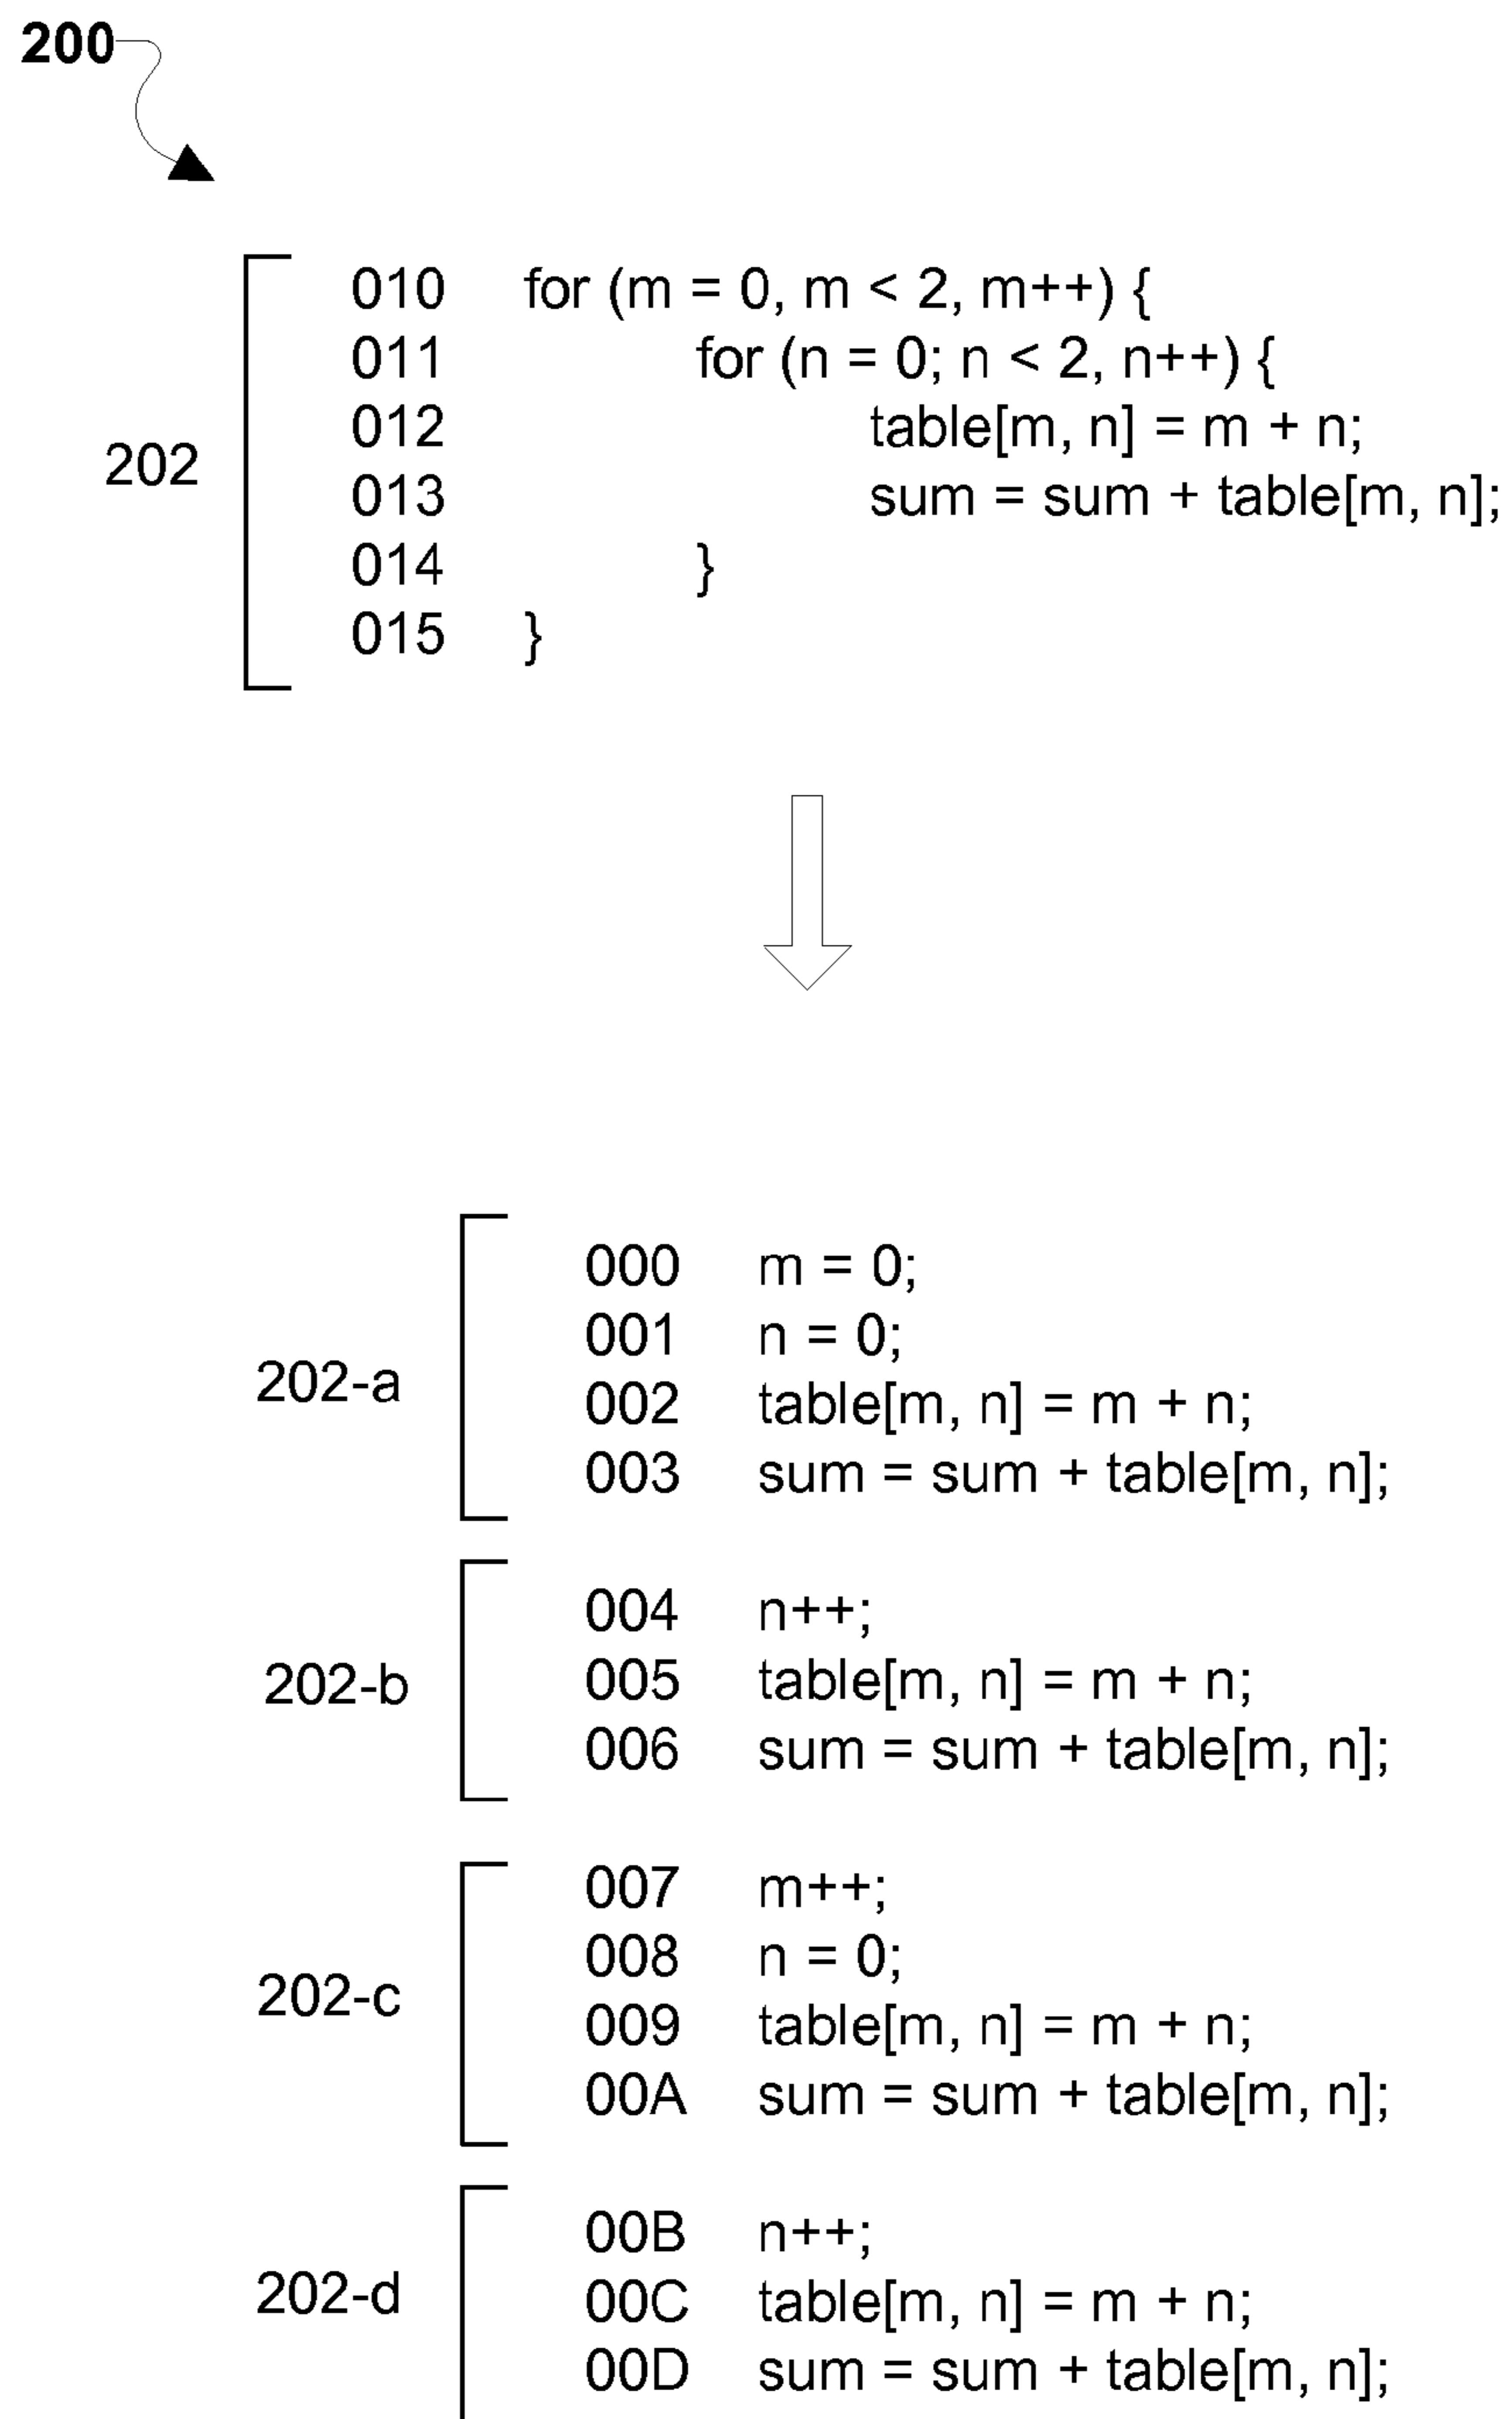 200
010 for (m = 0, m < 2, m++) {
011 for (n = 0; n < 2, n++) {
012 table[m, n] = m + n;
202
013 sum = sum + table[m, n];
014 }
015 }
000 m = 0;
001 n = 0;
202-a
002 table[m, n] = m + n;
003 sum = sum + table[m, n];
004 n++;
202-b
005 table[m, n] = m + n;
006 sum = sum + table[m, n];
007 m++;
008 n = 0;
202-c
009 table[m, n] = m + n;
00A sum = sum + table[m, n];
00B n++;
202-d
00C table[m, n] = m + n;
00D sum = sum + table[m, n];